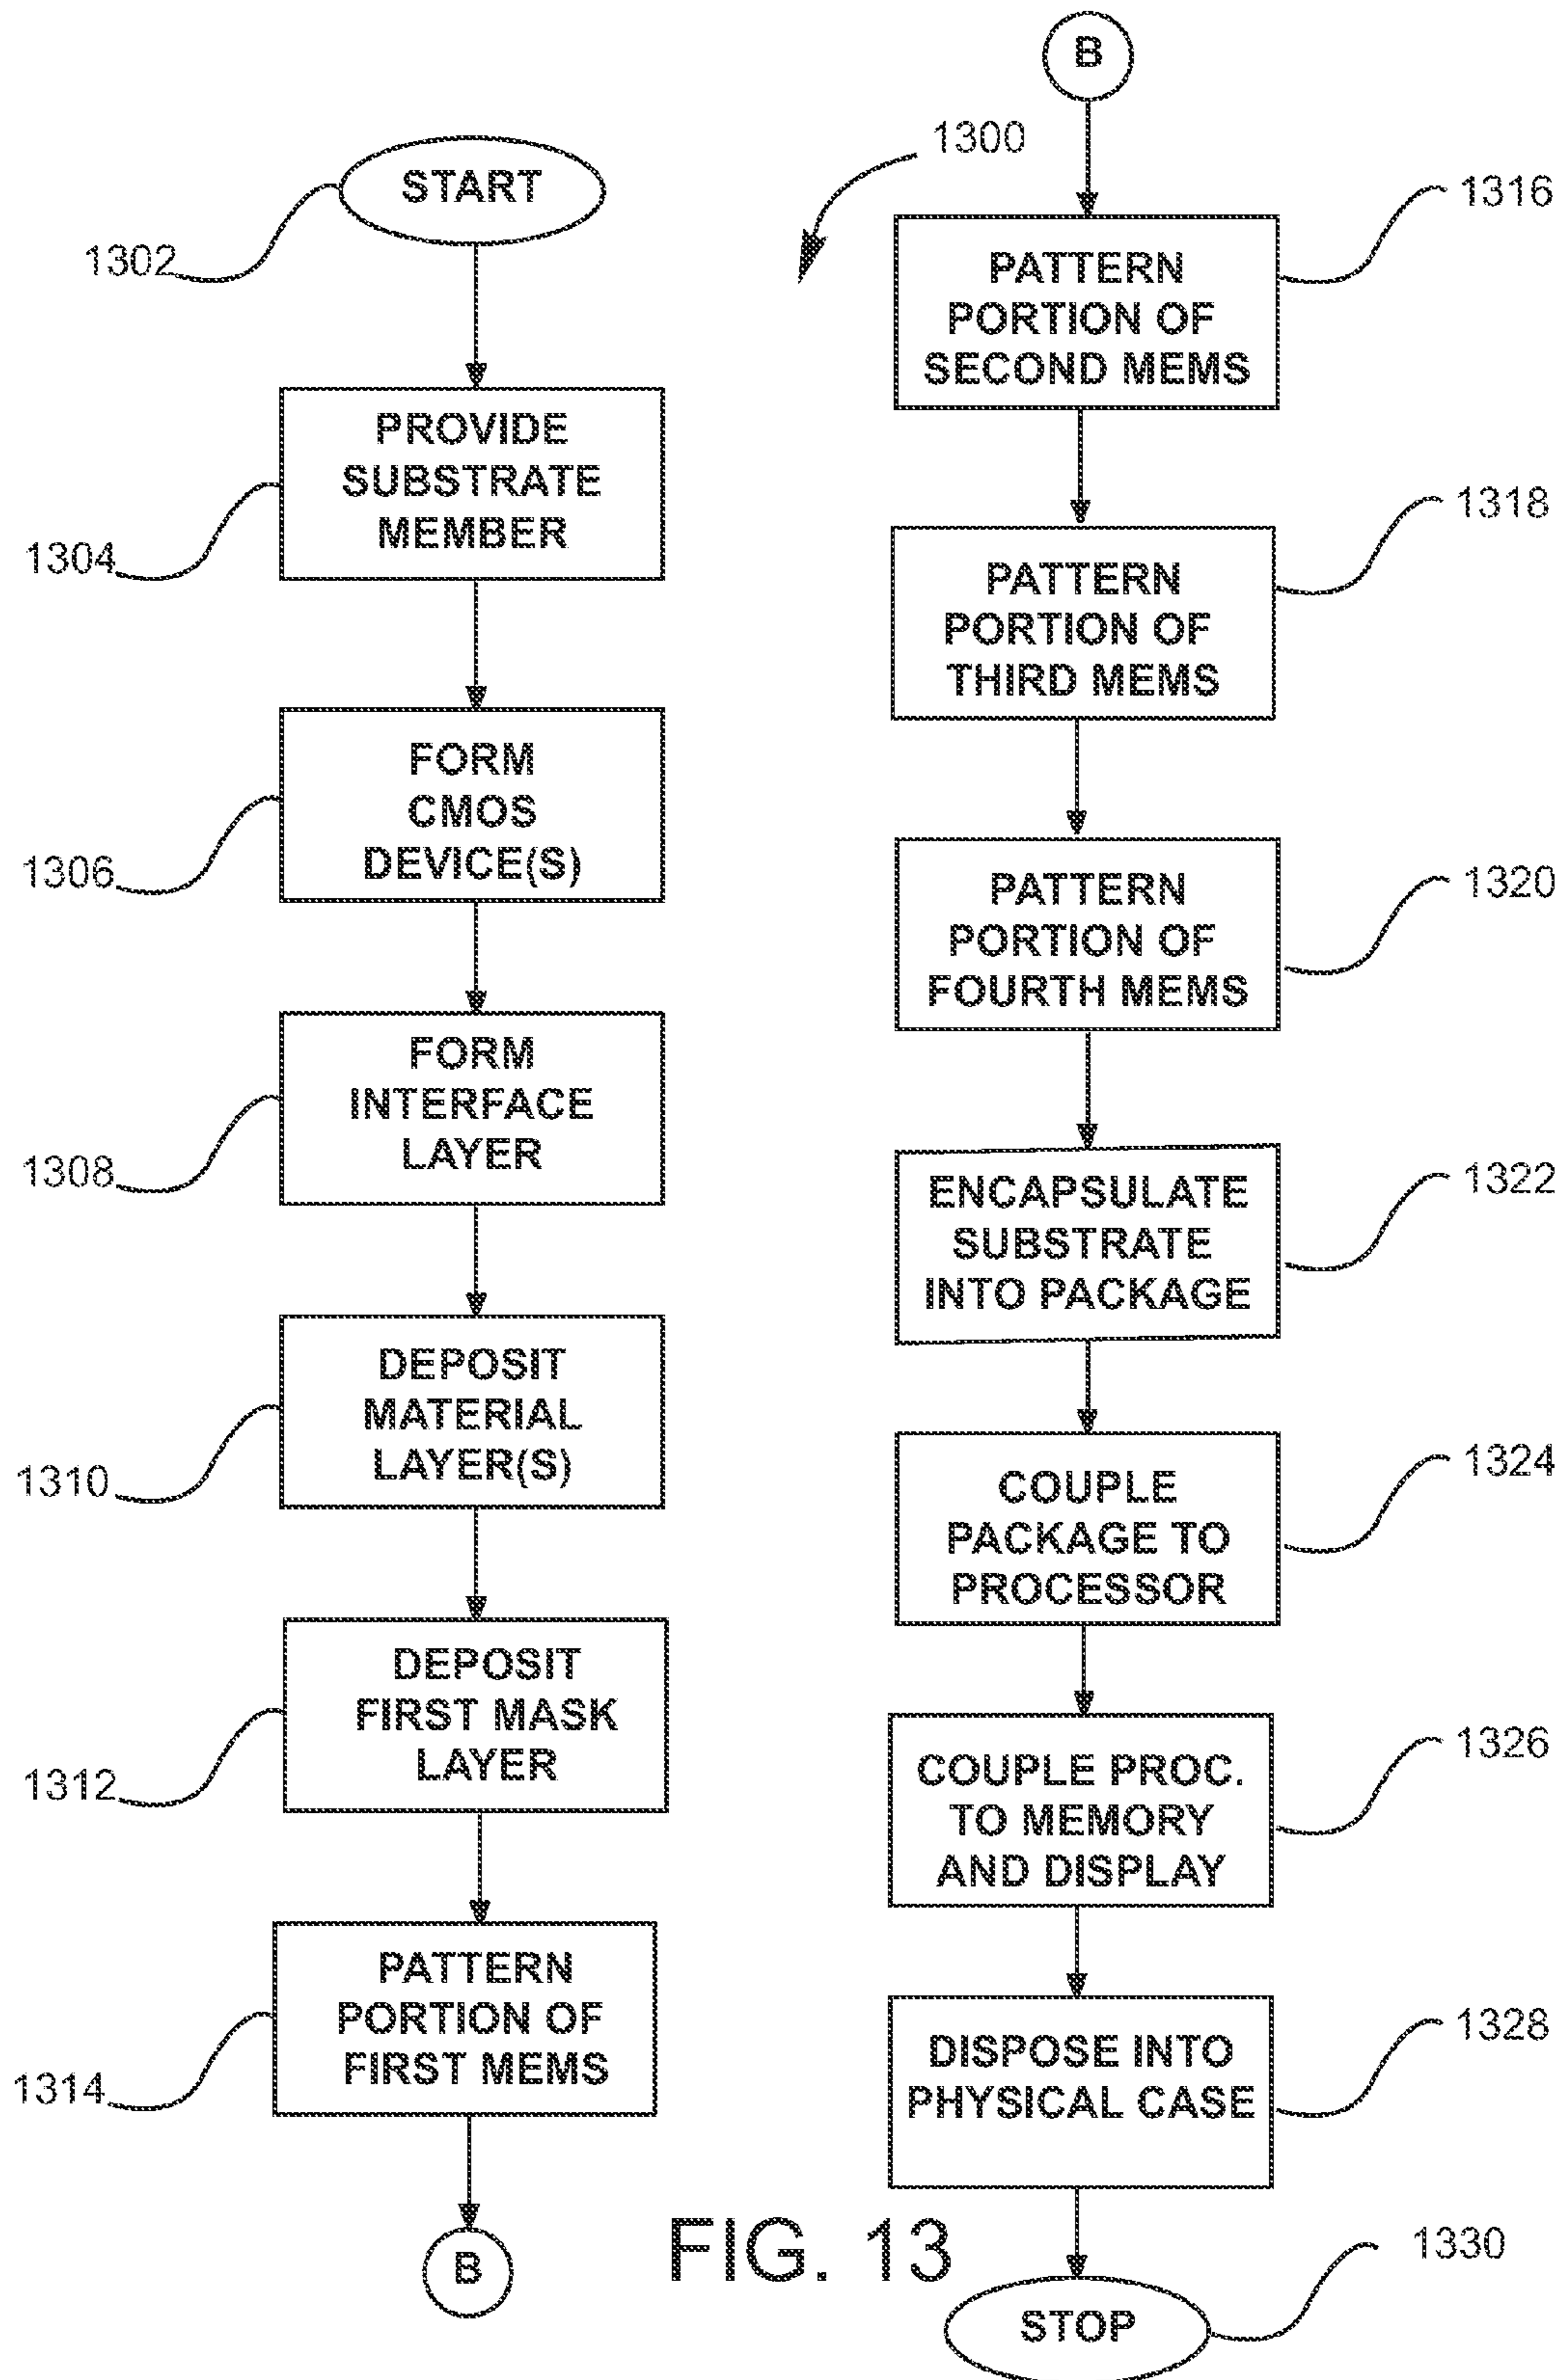 START
1302
PROVIDE
SUBSTRATE
MEMBER
1304
FORM
CMOS
DEVICE(S)
1306
FORM
INTERFACE
LAYER
1308
DEPOSIT
MATERIAL
LAYER(S)
1310
DEPOSIT
FIRST MASK
LAYER
1312
PATTERN
PORTION OF
FIRST MEMS
1314
B
B
1300
PATTERN
PORTION OF
SECOND MEMS
1316
PATTERN
PORTION OF
THIRD MEMS
1318
PATTERN
PORTION OF
FOURTH MEMS
1320
ENCAPSULATE
SUBSTRATE
INTO PACKAGE
1322
COUPLE
PACKAGE TO
PROCESSOR
1324
COUPLE PROC.
TO MEMORY
AND DISPLAY
1326
DISPOSE INTO
PHYSICAL CASE
1328
STOP
1330
FIG. 13